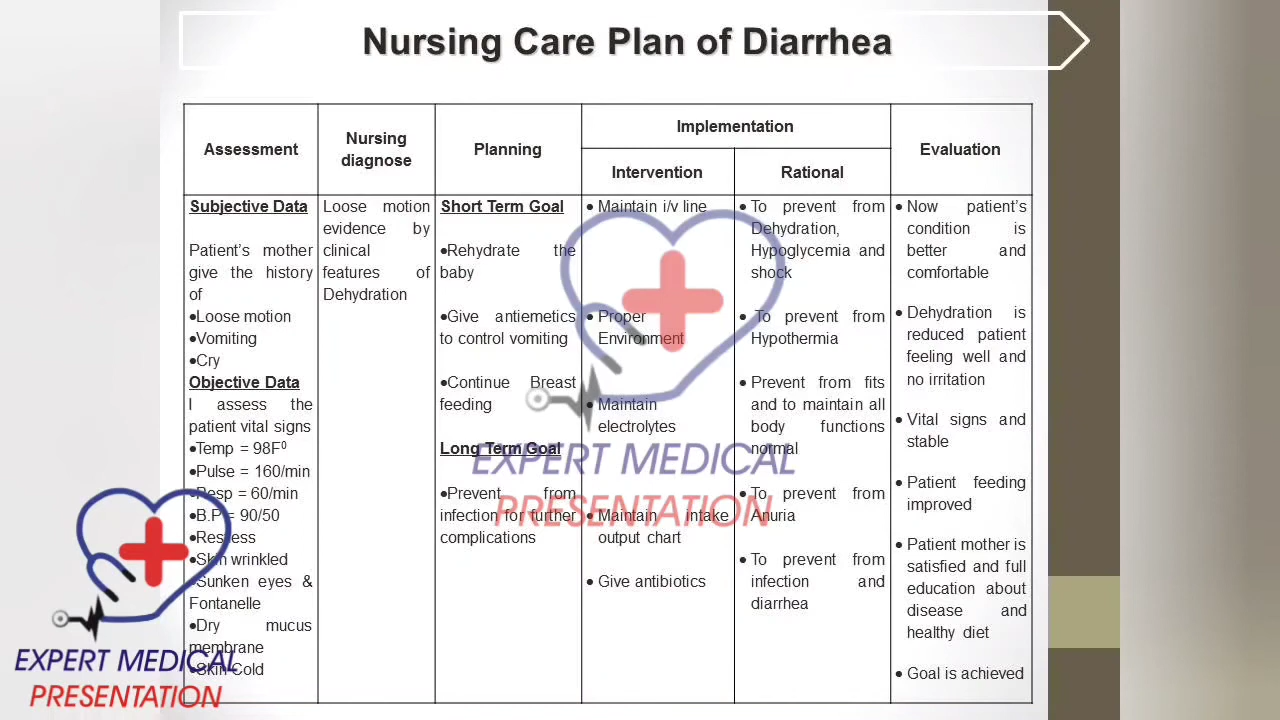 Nursing Care Plan of Diarrhea
Assessment
Nursing
diagnose
Planning
Implementation
Intervention
Rational
Evaluation
Subjective Data
Patient’s mother
give the history
of
•Loose motion
•Vomiting
•Cry
Objective Data
I assess the
patient vital signs
•Temp = 98F⁰
•Pulse = 160/min
•Resp = 60/min
•B.P = 90/50
•Restless
•Skin wrinkled
•Sunken eyes &
Fontanelle
•Dry mucus
membrane
•Skin Cold
Loose motion
evidence by
clinical
features of
Dehydration
Short Term Goal
•Rehydrate the
baby
•Give antiemetics
to control vomiting
•Continue Breast
feeding
Long Term Goal
•Prevent from
infection for further
complications
• Maintain i/v line
• Proper
Environment
• Maintain
electrolytes
• Maintain intake
output chart
• Give antibiotics
• To prevent from
Dehydration,
Hypoglycemia and
shock
• To prevent from
Hypothermia
• Prevent from fits
and to maintain all
body functions
normal
• To prevent from
Anuria
• To prevent from
infection and
diarrhea
• Now patient’s
condition is
better and
comfortable
• Dehydration is
reduced patient
feeling well and
no irritation
• Vital signs and
stable
• Patient feeding
improved
• Patient mother is
satisfied and full
education about
disease and
healthy diet
• Goal is achieved
EXPERT MEDICAL
PRESENTATION
EXPERT MEDICAL
PRESENTATION